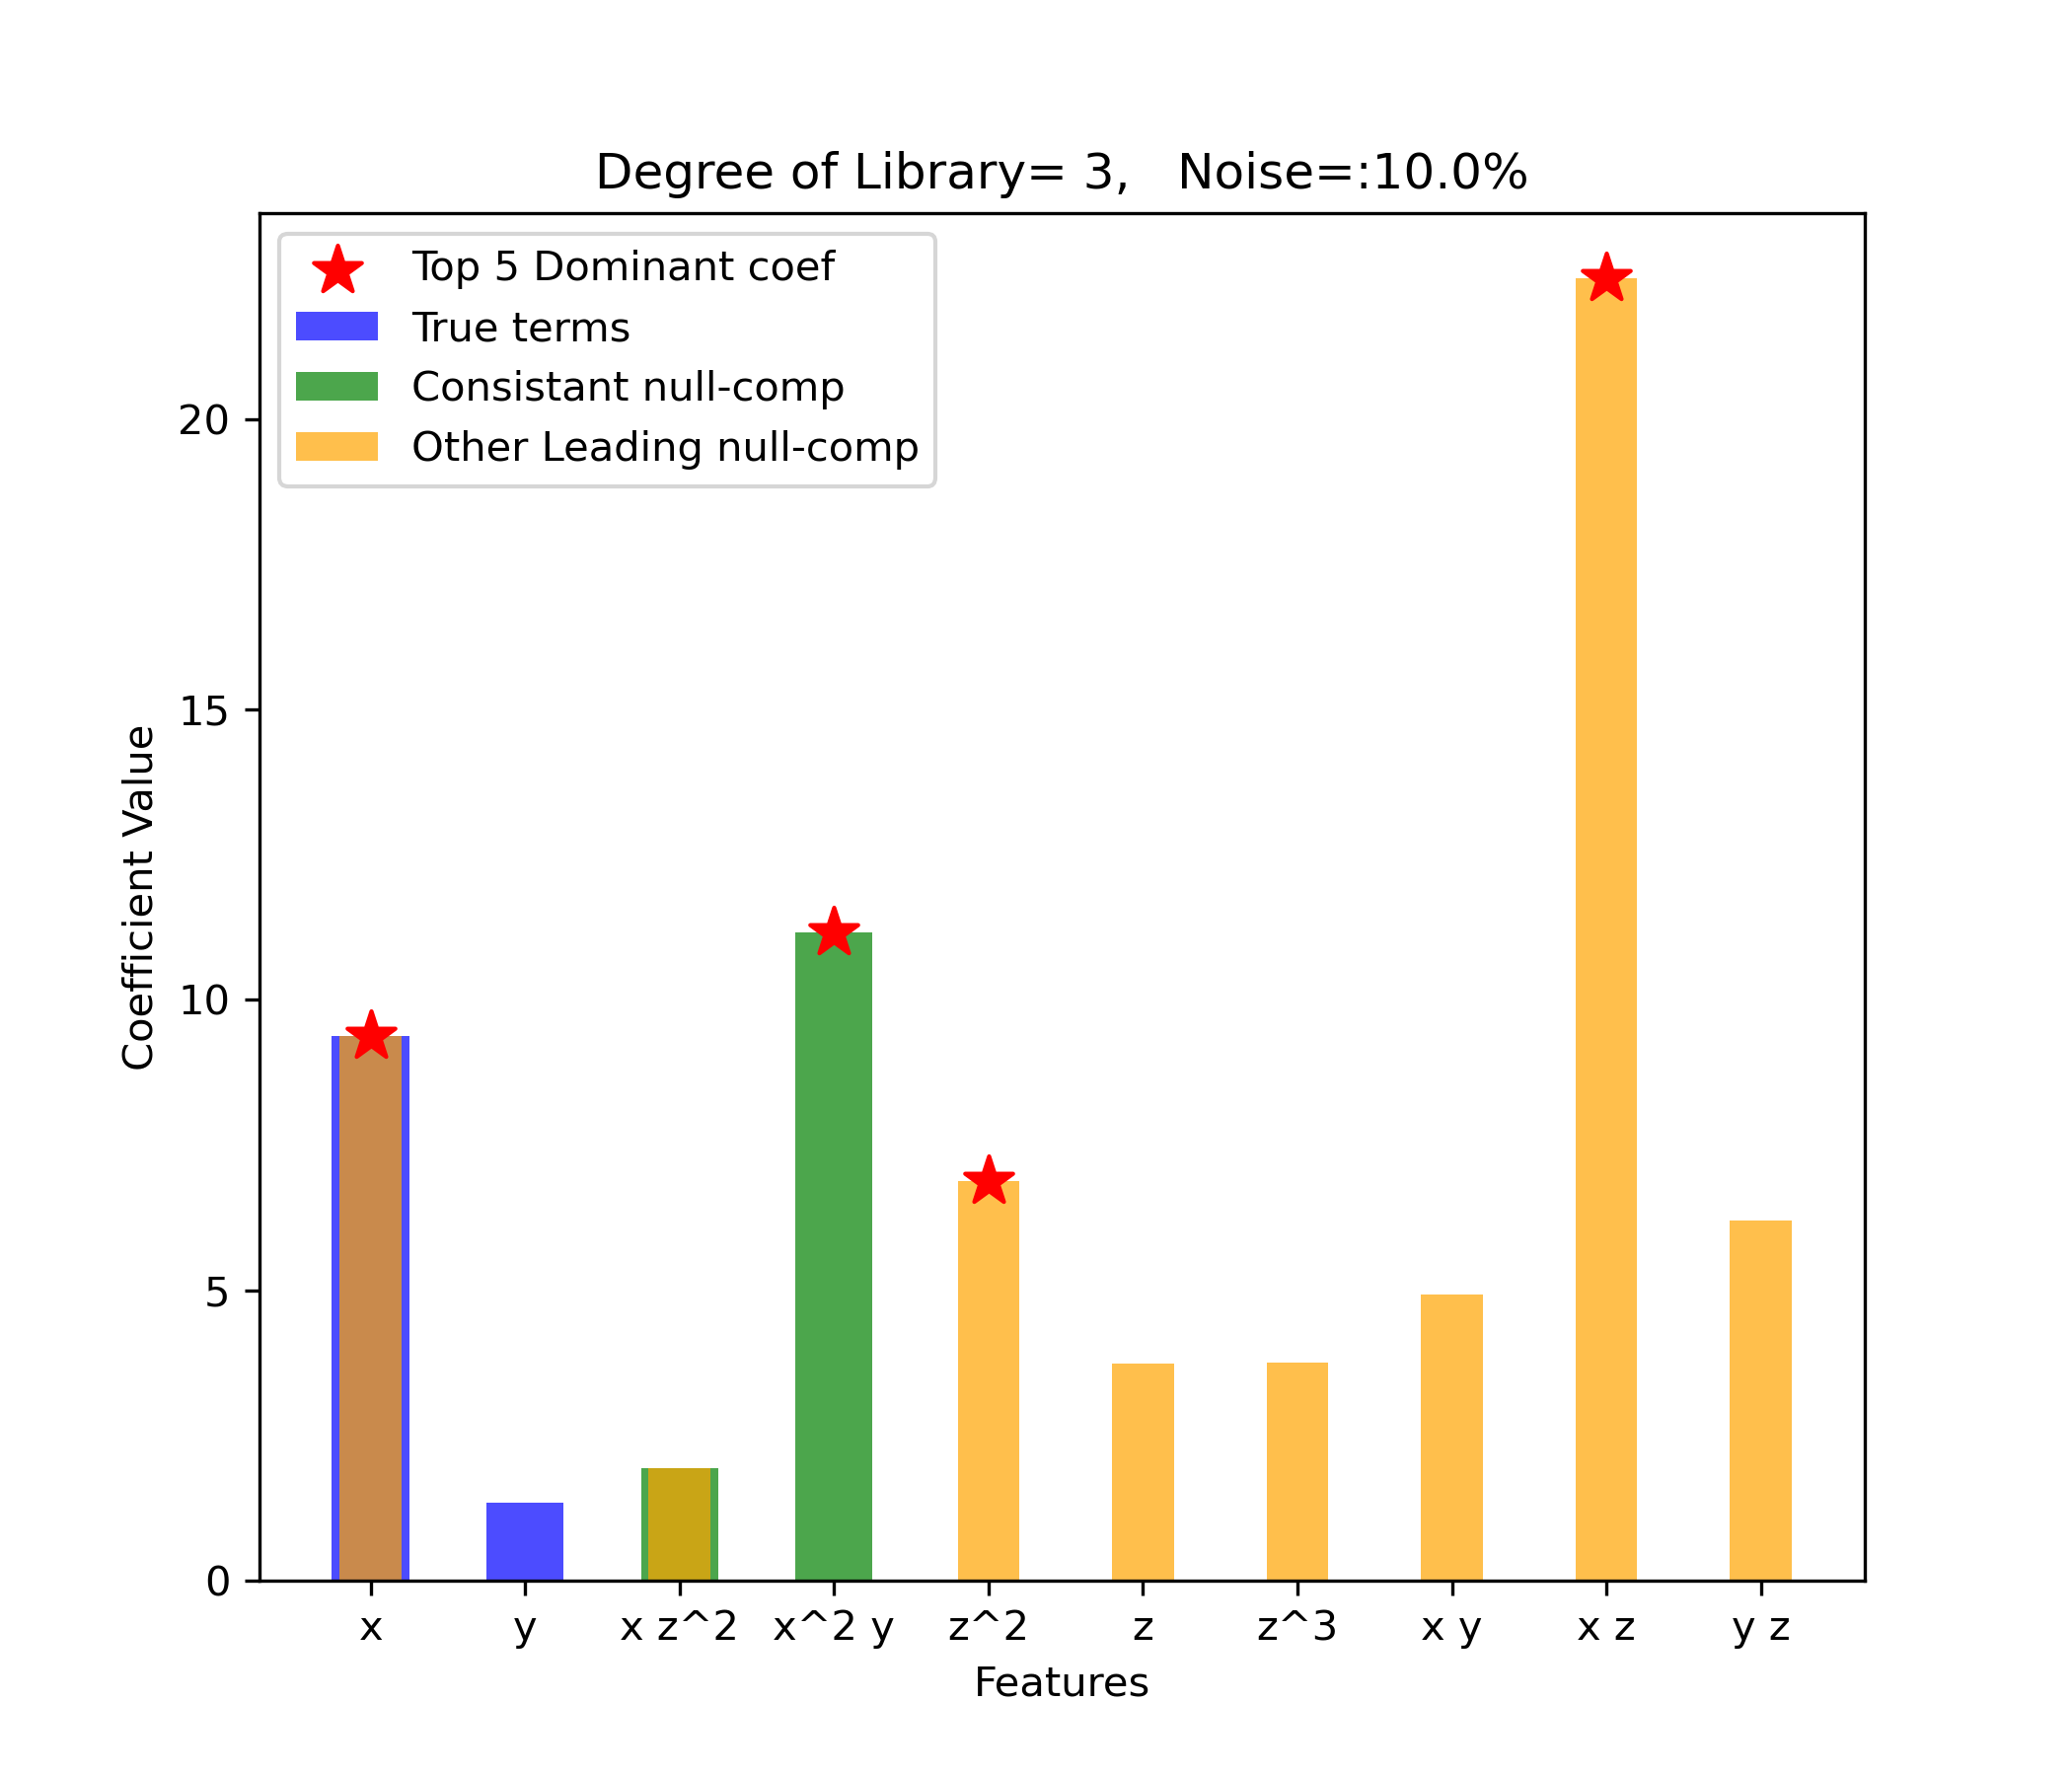 Degree of Library= 3,   Noise=:10.0%
Top 5 Dominant coef
True terms
Consistant null-comp
Other Leading null-comp
Coefficient Value
20
15
10
5
0
x y x z^2 x^2 y z^2 z z^3 x y x z y z
Features